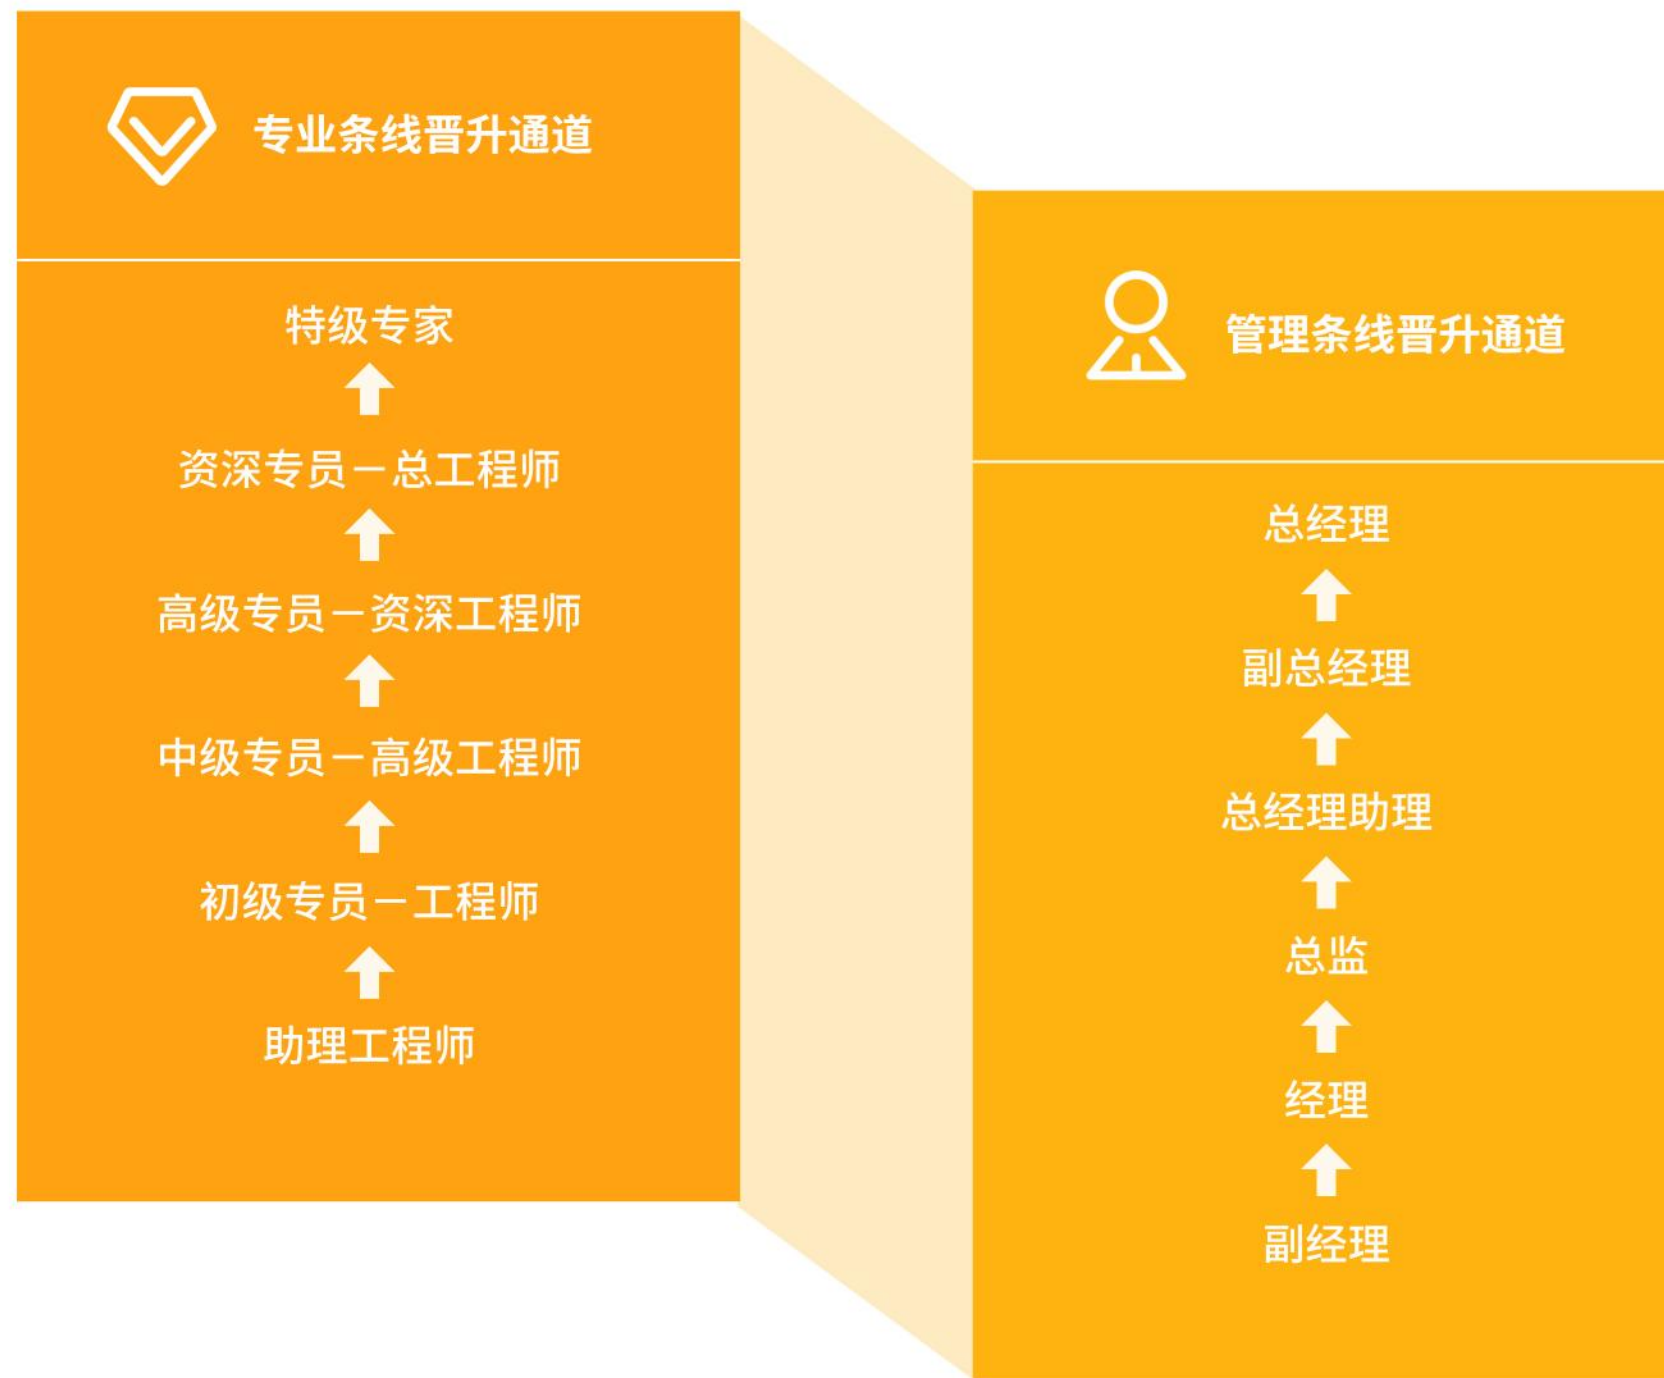 专业条线晋升通道
特级专家
资深专员－总工程师
高级专员－资深工程师
中级专员－高级工程师
初级专员－工程师
助理工程师
管理条线晋升通道
总经理
副总经理
总经理助理
总监
经理
副经理